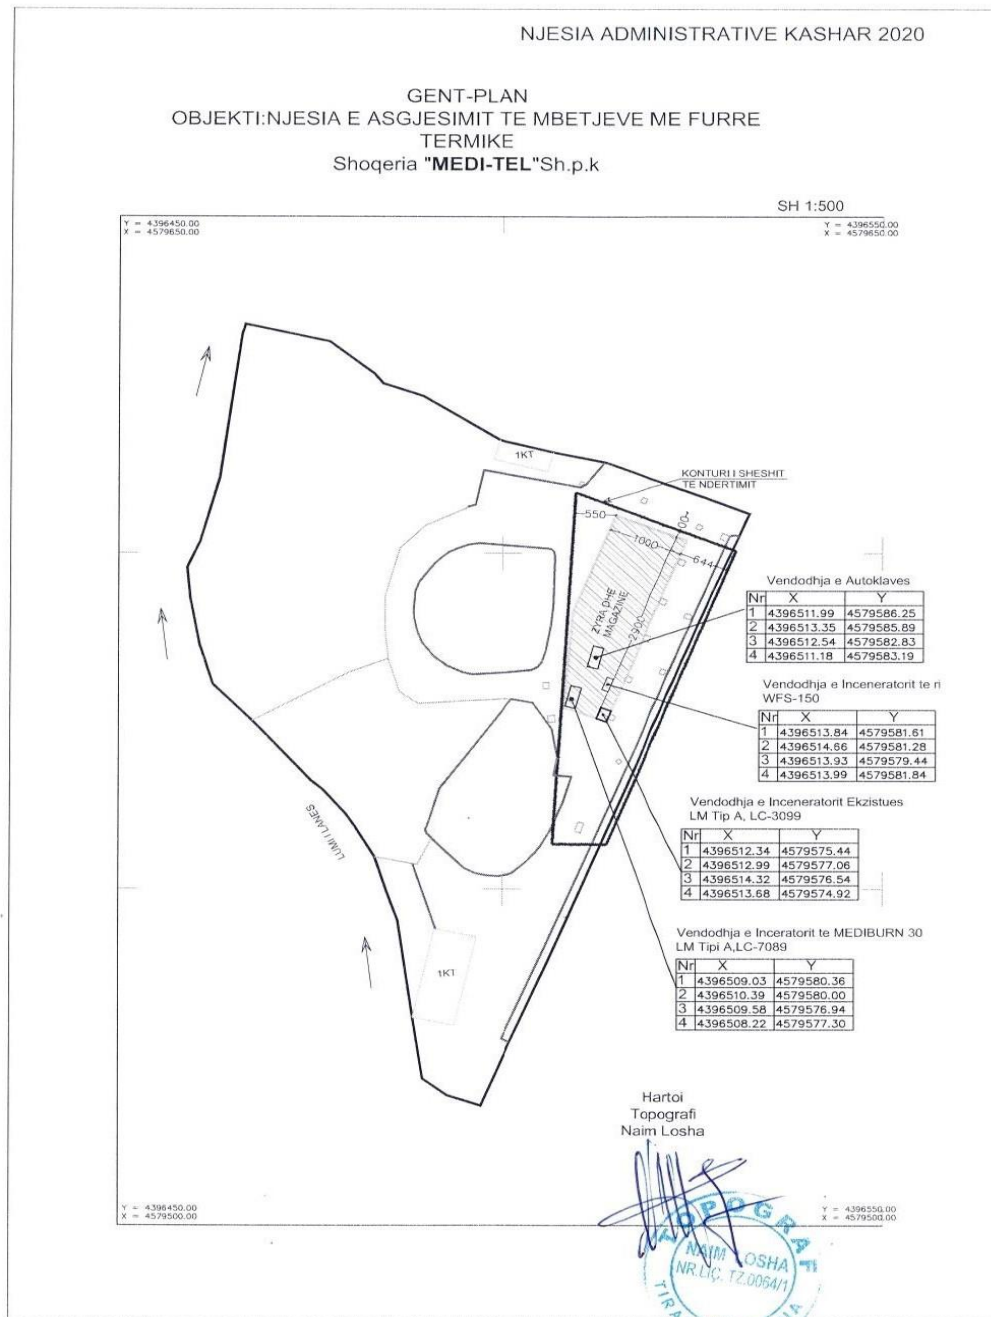 NJESIA ADMINISTRATIVE KASHAR 2020
GENT-PLAN
OBJEKTI:NJESIA E ASGJESIMIT TE MBETJEVE ME FURRE
TERMIKE
Shoqeria "MEDI-TEL"Sh.p.k
SH 1:500
Y = 4396450.00
X = 4579650.00
Y = 4396550.00
X = 4579650.00
1KT
KONTURI I SHESHIT
TE NDERTIMIT
550
1000
644
2900
ZYRA DHE
MAGAZINE
Vendodhja e Autoklaves
Nr X Y
1 4396511.99 4579586.25
2 4396513.35 4579585.89
3 4396512.54 4579582.83
4 4396511.18 4579583.19
Vendodhja e Inceneratorit te ri
WFS-150
Nr X Y
1 4396513.84 4579581.61
2 4396514.66 4579581.28
3 4396513.93 4579579.44
4 4396513.99 4579581.84
Vendodhja e Inceneratorit Ekzistues
LM Tip A, LC-3099
Nr X Y
1 4396512.34 4579575.44
2 4396512.99 4579577.06
3 4396514.32 4579576.54
4 4396513.68 4579574.92
LUMI I LANES
Vendodhja e Inceratorit te MEDIBURN 30
LM Tipi A,LC-7089
Nr X Y
1 4396509.03 4579580.36
2 4396510.39 4579580.00
3 4396509.58 4579576.94
4 4396508.22 4579577.30
1KT
Hartoi
Topografi
Naim Losha
Y = 4396450.00
X = 4579500.00
Y = 4396550.00
X = 4579500.00
TOPOGRAF
NAIM LOSHA
NR.LIÇ. TZ.0064/1